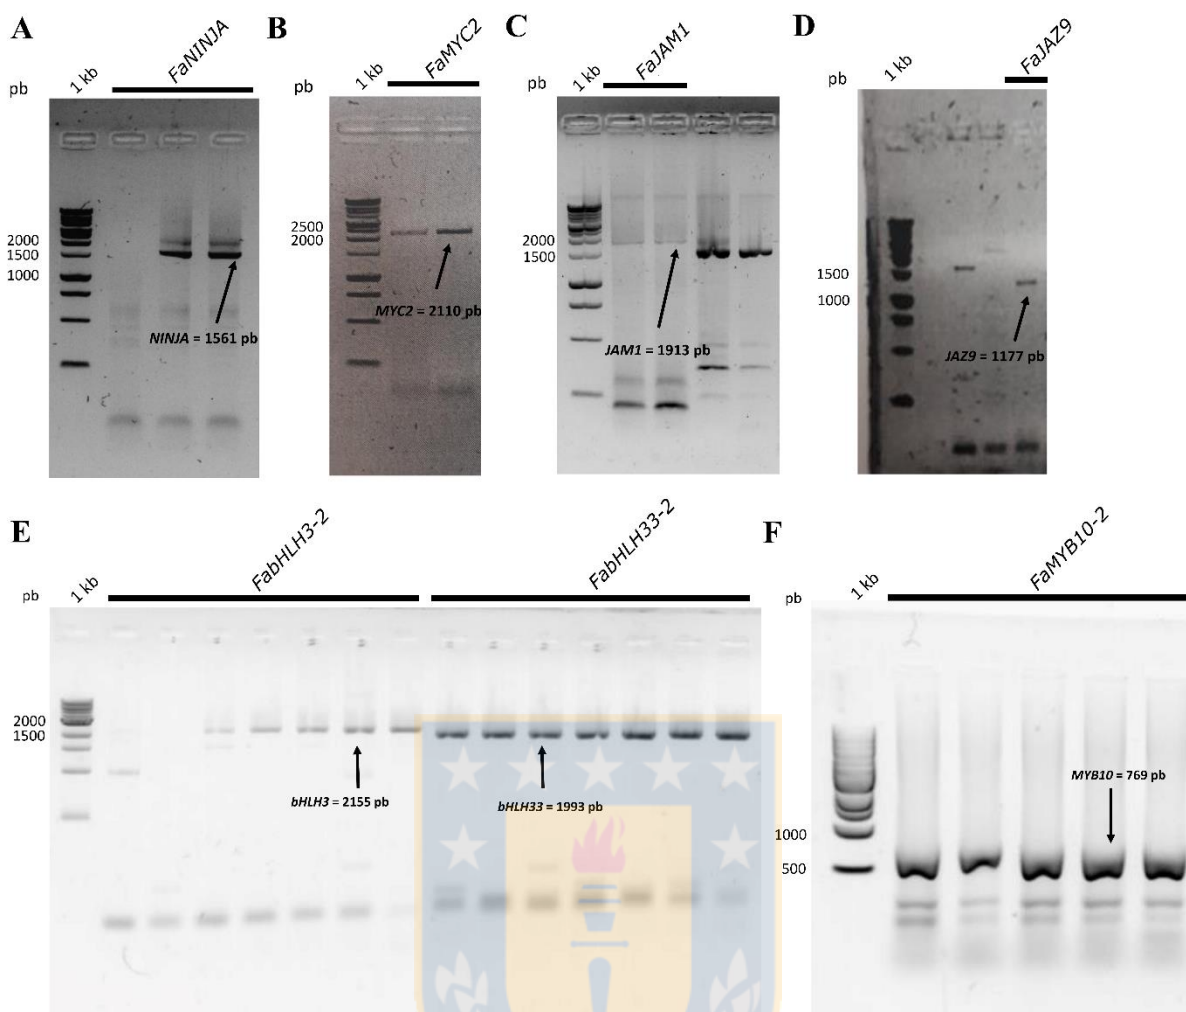 A
pb
1 kb
FaNINJA
2000
1500
1000
NINJA = 1561 pb
B
1 kb
FaMYC2
2500
2000
MYC2 = 2110 pb
C
1 kb
FaJAM1
2000
1500
JAM1 = 1913 pb
D
pb
1 kb
FaJAZ9
1500
1000
JAZ9 = 1177 pb
E
pb
1 kb
FabHLH3-2
FabHLH33-2
2000
1500
bHLH3 = 2155 pb
bHLH33 = 1993 pb
F
pb
1 kb
FaMYB10-2
MYB10 = 769 pb
1000
500